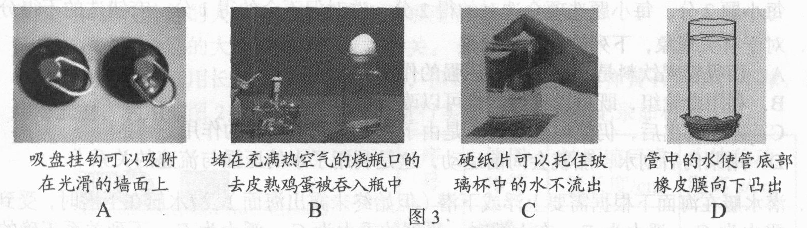 吸盘挂钩可以吸附
在光滑的墙面上
A
堵在充满热空气的烧瓶口的
去皮熟鸡蛋被吞入瓶中
B
硬纸片可以托住玻
璃杯中的水不流出
C
管中的水使管底部
橡皮膜向下凸出
D
图3